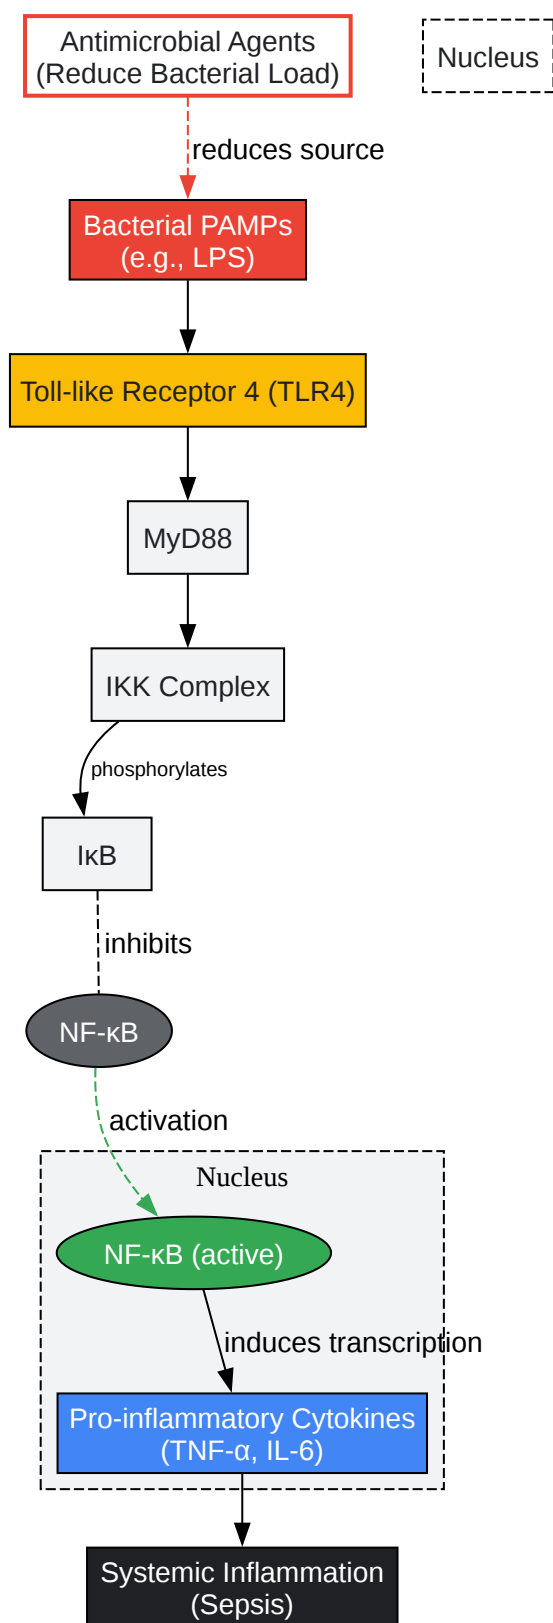 Antimicrobial Agents
(Reduce Bacterial Load)
Nucleus
reduces source
Bacterial PAMPs
(e.g., LPS)
Toll-like Receptor 4 (TLR4)
MyD88
IKK Complex
phosphorylates
IκB
inhibits
NF-κB
activation
Nucleus
NF-κB (active)
induces transcription
Pro-inflammatory Cytokines
(TNF-α, IL-6)
Systemic Inflammation
(Sepsis)